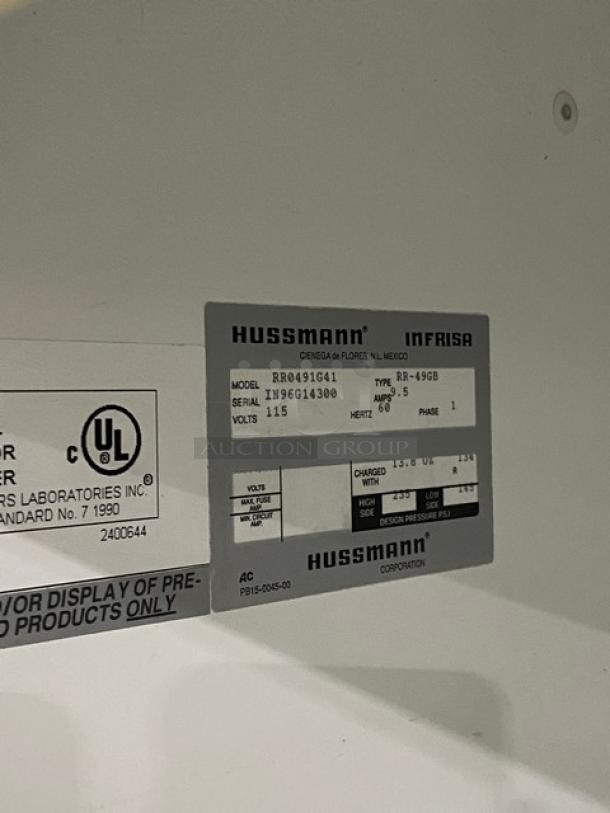 HUSSMANN® INFRISA
CIENEGA de FLORES, N.L. MEXICO
MODEL RR0491G41 TYPE RR-49GB
SERIAL IN96G14300 AMPS 9.5
VOLTS 115 HERTZ 60 PHASE 1
AUCTION GROUP
VOLTS
MAX. FUSE AMP.
MIN. CIRCUIT AMP.
CHARGED WITH 13.8 OZ 134
R
HIGH SIDE 235 LOW SIDE 143
DESIGN PRESSURE P.S.I.
HUSSMANN®
CORPORATION
AC
PB15-0045-00
C UL ®
OR
ER
RS LABORATORIES INC.®
ANDARD No. 7 1990
2400644
D/OR DISPLAY OF PRE-
D PRODUCTS ONLY